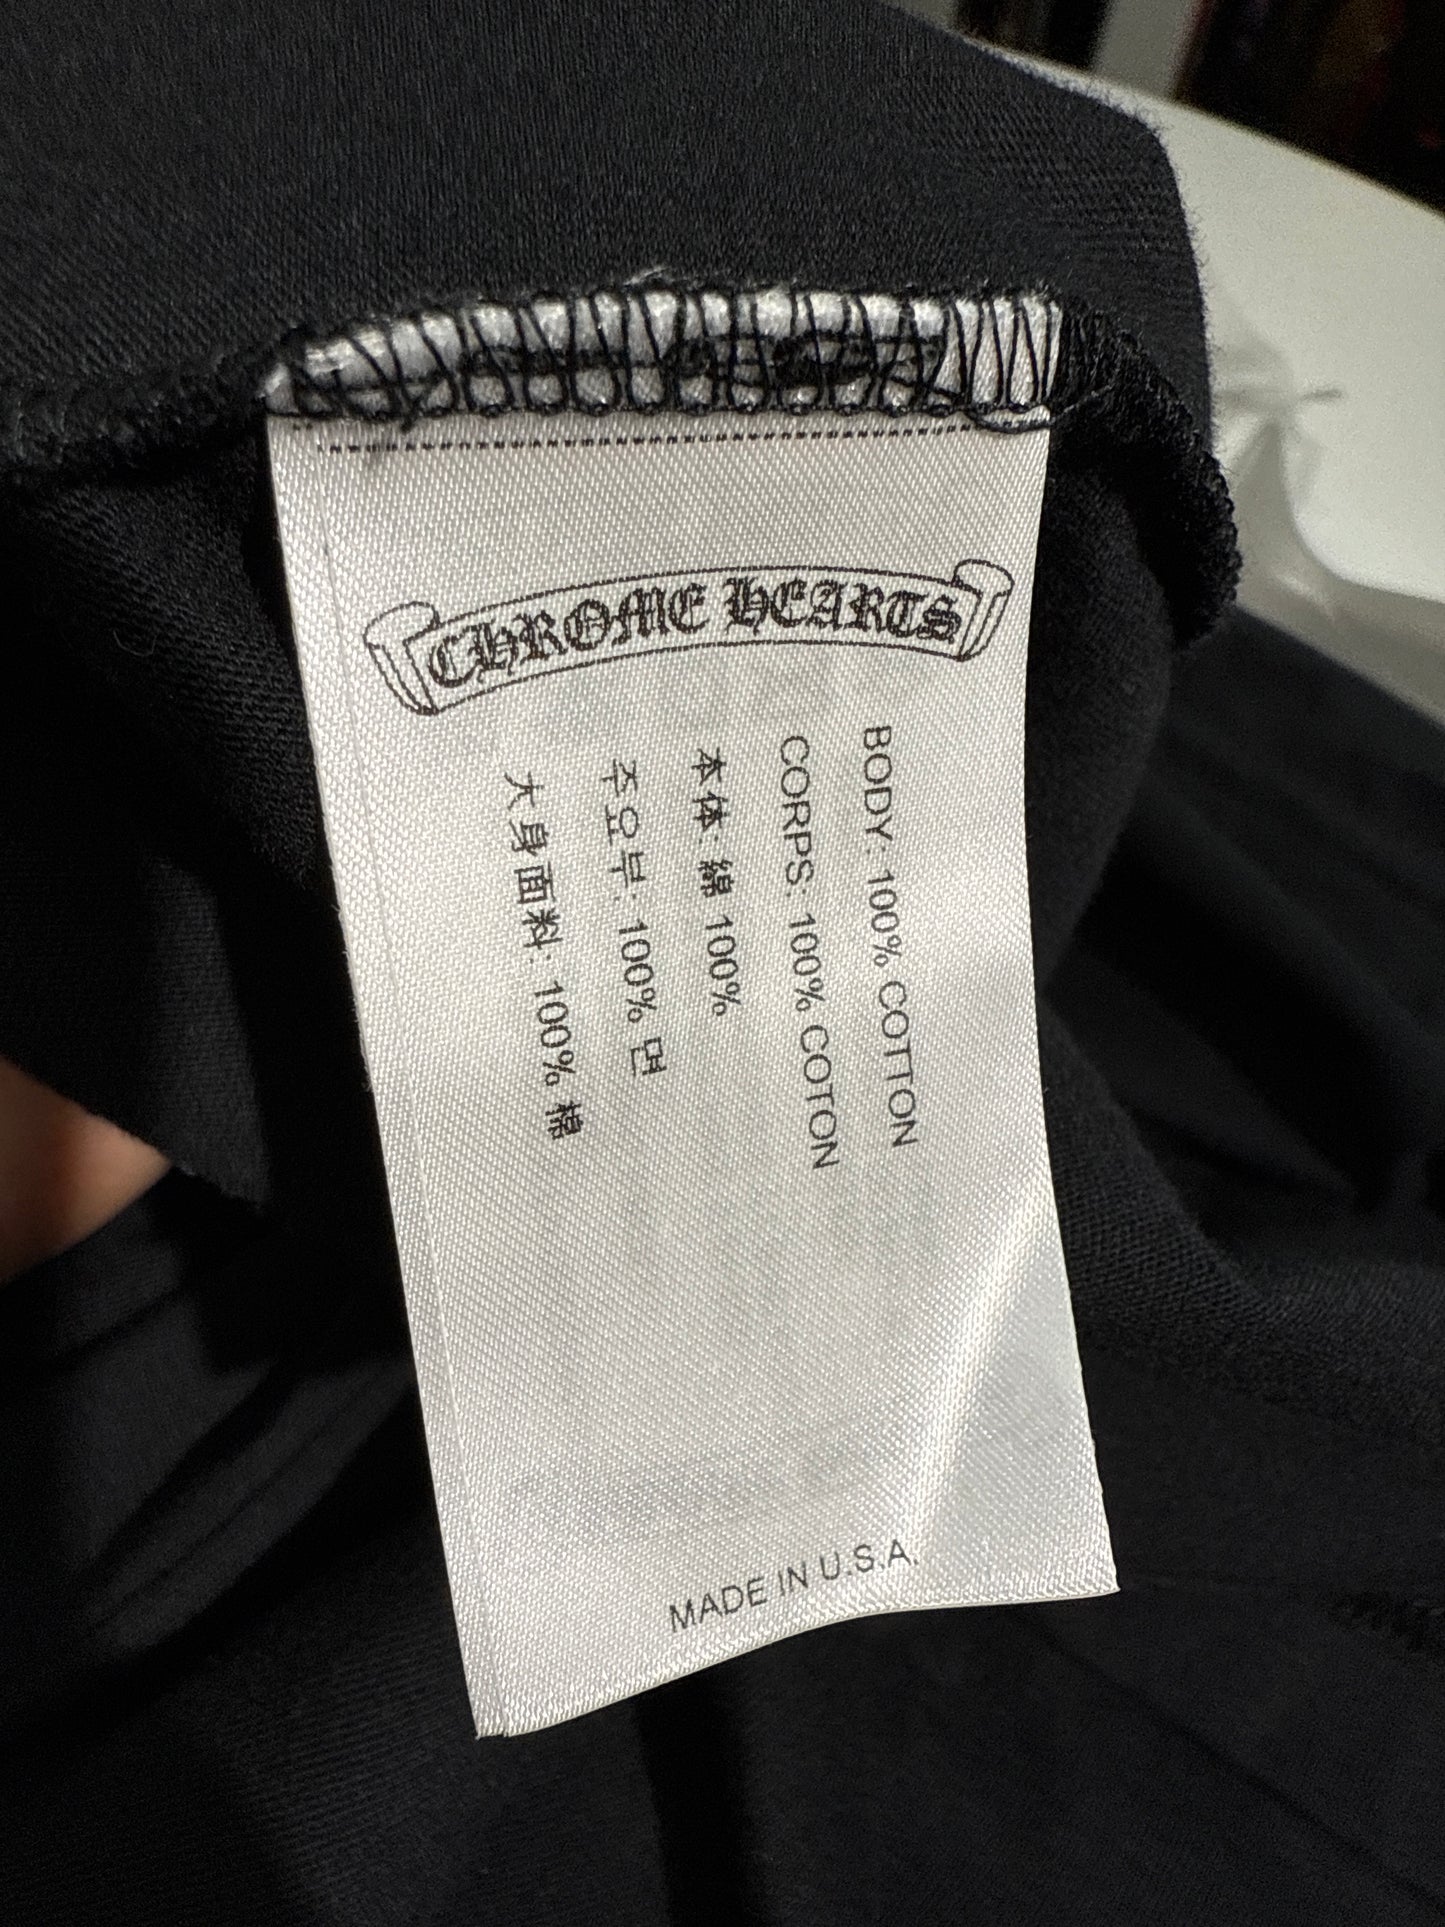 CHROME HEARTS
BODY: 100% COTTON
CORPS: 100% COTON
本体: 綿 100%
주요부: 100% 면
大身面料: 100% 棉
MADE IN U.S.A.